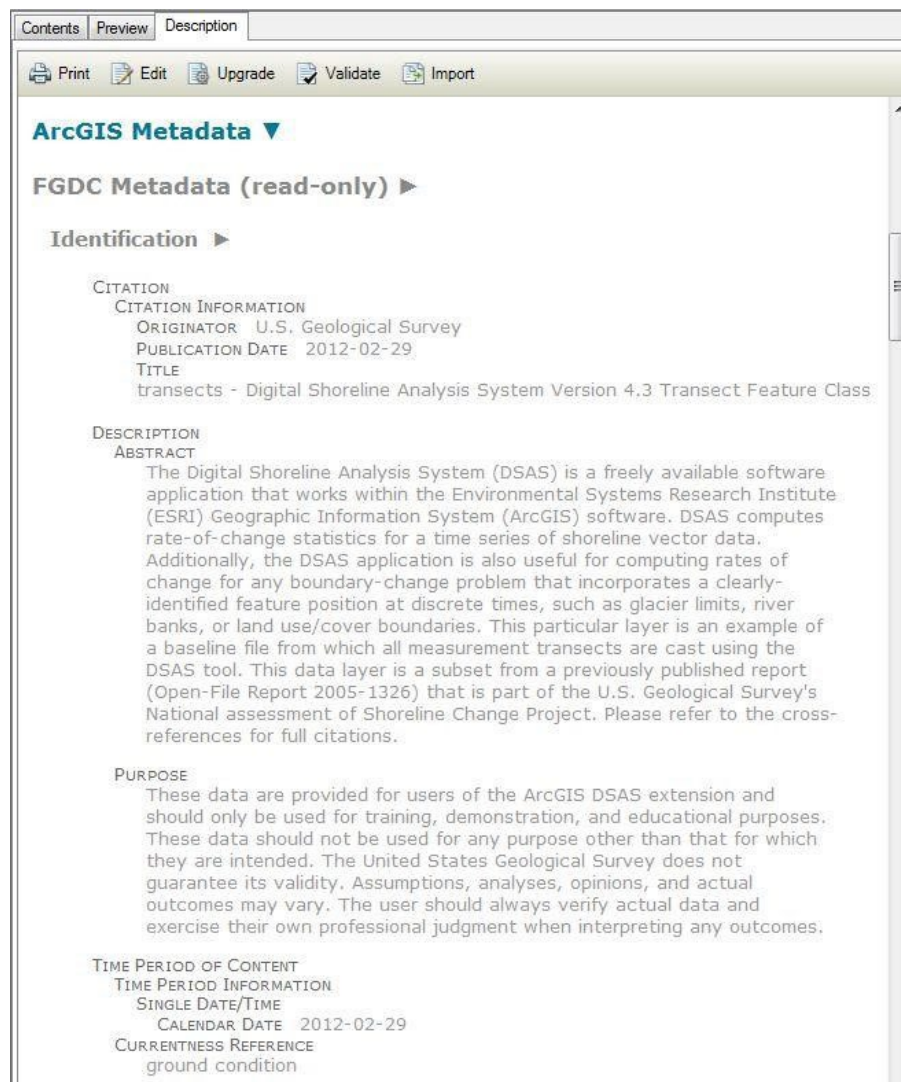 Contents Preview Description
Print Edit Upgrade Validate Import
ArcGIS Metadata ▼
FGDC Metadata (read-only) ►
Identification ►
CITATION
CITATION INFORMATION
ORIGINATOR U.S. Geological Survey
PUBLICATION DATE 2012-02-29
TITLE
transects - Digital Shoreline Analysis System Version 4.3 Transect Feature Class
DESCRIPTION
ABSTRACT
The Digital Shoreline Analysis System (DSAS) is a freely available software
application that works within the Environmental Systems Research Institute
(ESRI) Geographic Information System (ArcGIS) software. DSAS computes
rate-of-change statistics for a time series of shoreline vector data.
Additionally, the DSAS application is also useful for computing rates of
change for any boundary-change problem that incorporates a clearly-
identified feature position at discrete times, such as glacier limits, river
banks, or land use/cover boundaries. This particular layer is an example of
a baseline file from which all measurement transects are cast using the
DSAS tool. This data layer is a subset from a previously published report
(Open-File Report 2005-1326) that is part of the U.S. Geological Survey's
National assessment of Shoreline Change Project. Please refer to the cross-
references for full citations.
PURPOSE
These data are provided for users of the ArcGIS DSAS extension and
should only be used for training, demonstration, and educational purposes.
These data should not be used for any purpose other than that for which
they are intended. The United States Geological Survey does not
guarantee its validity. Assumptions, analyses, opinions, and actual
outcomes may vary. The user should always verify actual data and
exercise their own professional judgment when interpreting any outcomes.
TIME PERIOD OF CONTENT
TIME PERIOD INFORMATION
SINGLE DATE/TIME
CALENDAR DATE 2012-02-29
CURRENTNESS REFERENCE
ground condition